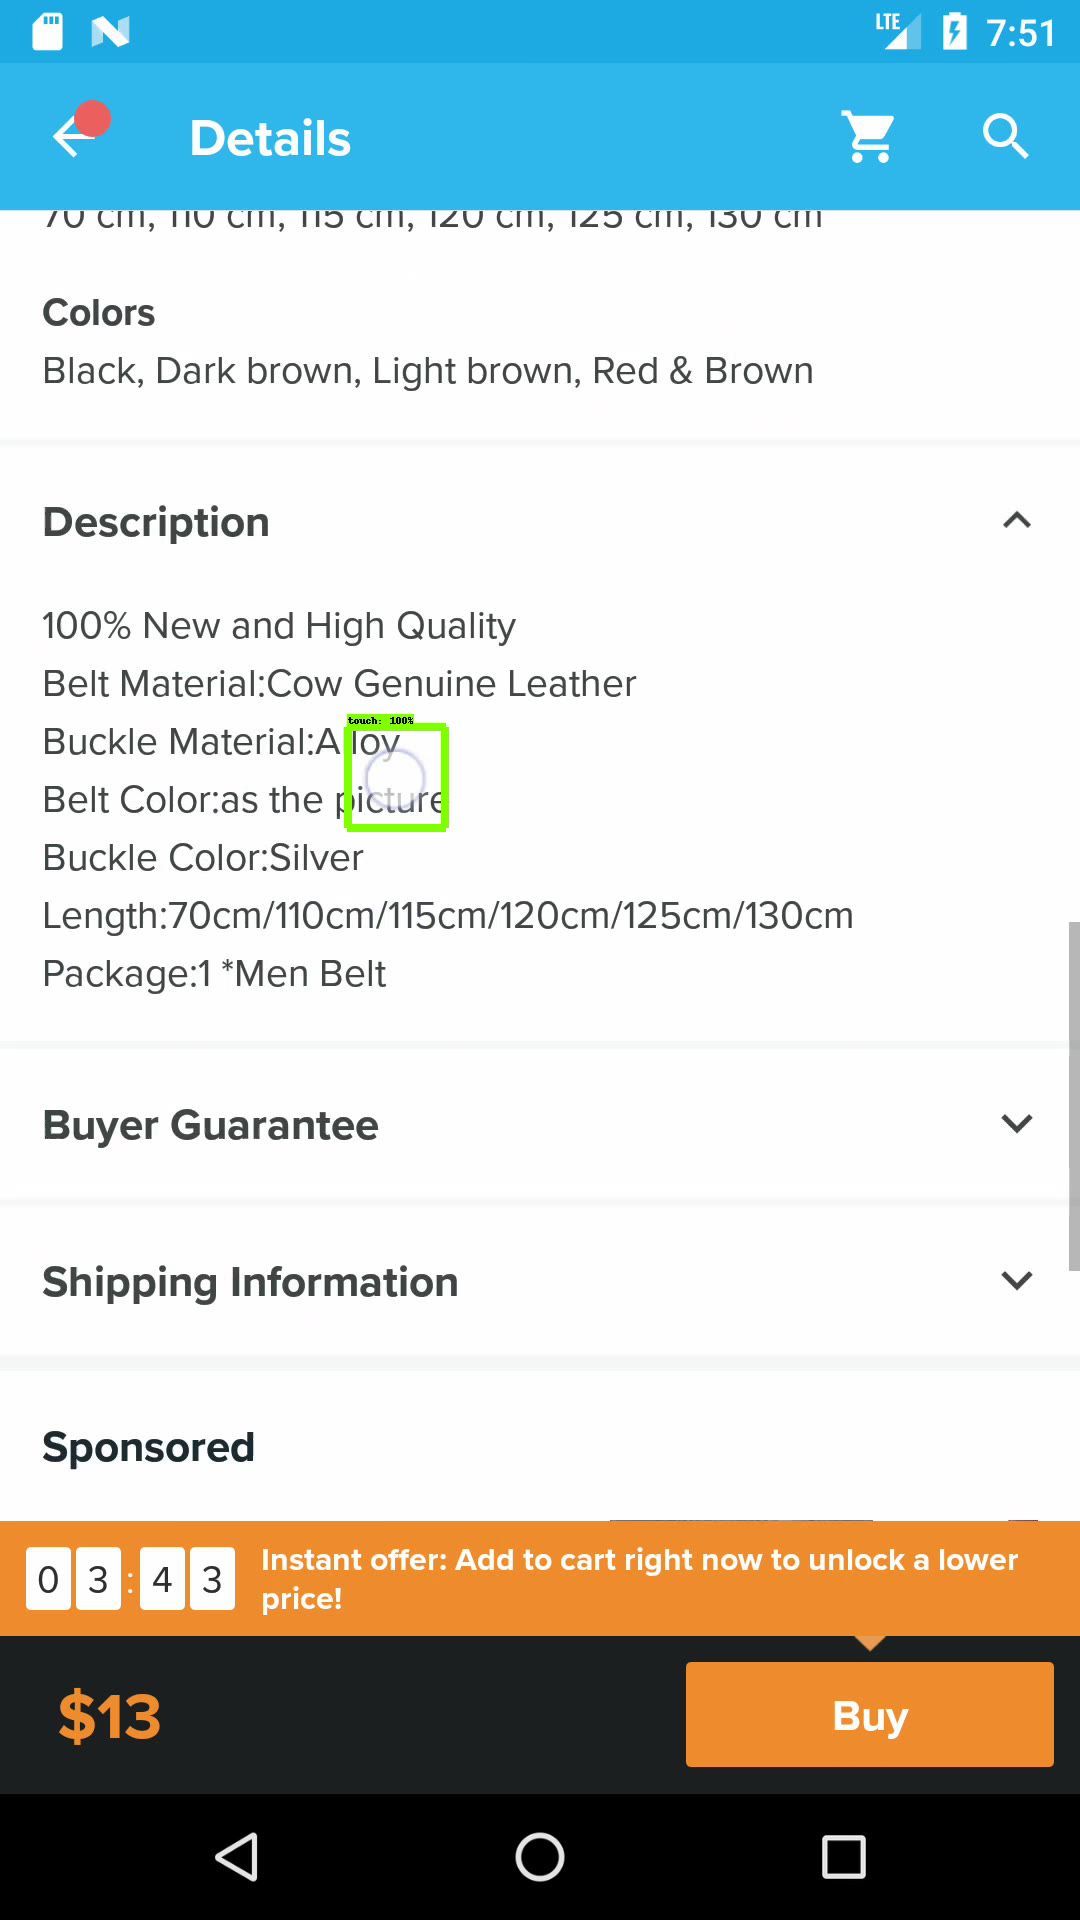 LTE 7:51
Details
70 cm, 110 cm, 115 cm, 120 cm, 125 cm, 130 cm
Colors
Black, Dark brown, Light brown, Red & Brown
Description
100% New and High Quality
Belt Material:Cow Genuine Leather
touch: 100%
Buckle Material:Alloy
Belt Color:as the picture
Buckle Color:Silver
Length:70cm/110cm/115cm/120cm/125cm/130cm
Package:1 *Men Belt
Buyer Guarantee
Shipping Information
Sponsored
03:43 Instant offer: Add to cart right now to unlock a lower
price!
$13 Buy